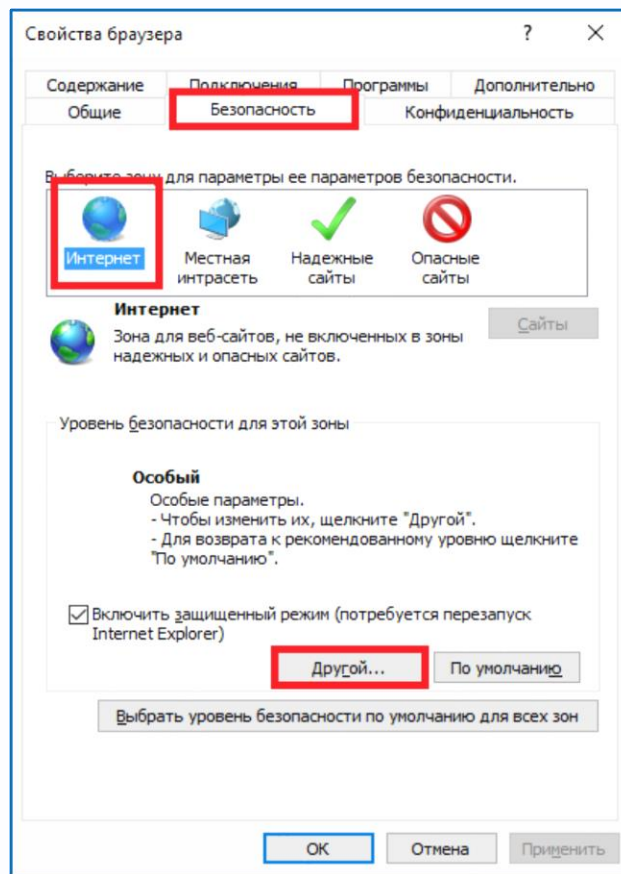 Свойства браузера ? ×
Содержание Подключения Программы Дополнительно
Общие Безопасность Конфиденциальность
Выберите зону для параметры ее параметров безопасности.
Интернет Местная интрасеть Надежные сайты Опасные сайты
Интернет
Зона для веб-сайтов, не включенных в зоны
надежных и опасных сайтов.
Сайты
Уровень безопасности для этой зоны
Особый
Особые параметры.
- Чтобы изменить их, щелкните "Другой".
- Для возврата к рекомендованному уровню щелкните
"По умолчанию".
Включить защищенный режим (потребуется перезапуск
Internet Explorer)
Другой... По умолчанию
Выбрать уровень безопасности по умолчанию для всех зон
ОК Отмена Применить